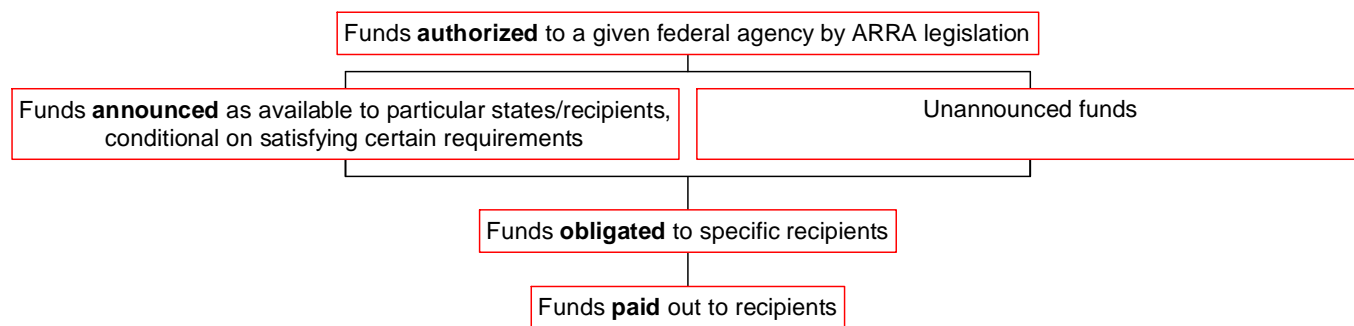 Funds authorized to a given federal agency by ARRA legislation
Funds announced as available to particular states/recipients,
conditional on satisfying certain requirements
Unannounced funds
Funds obligated to specific recipients
Funds paid out to recipients